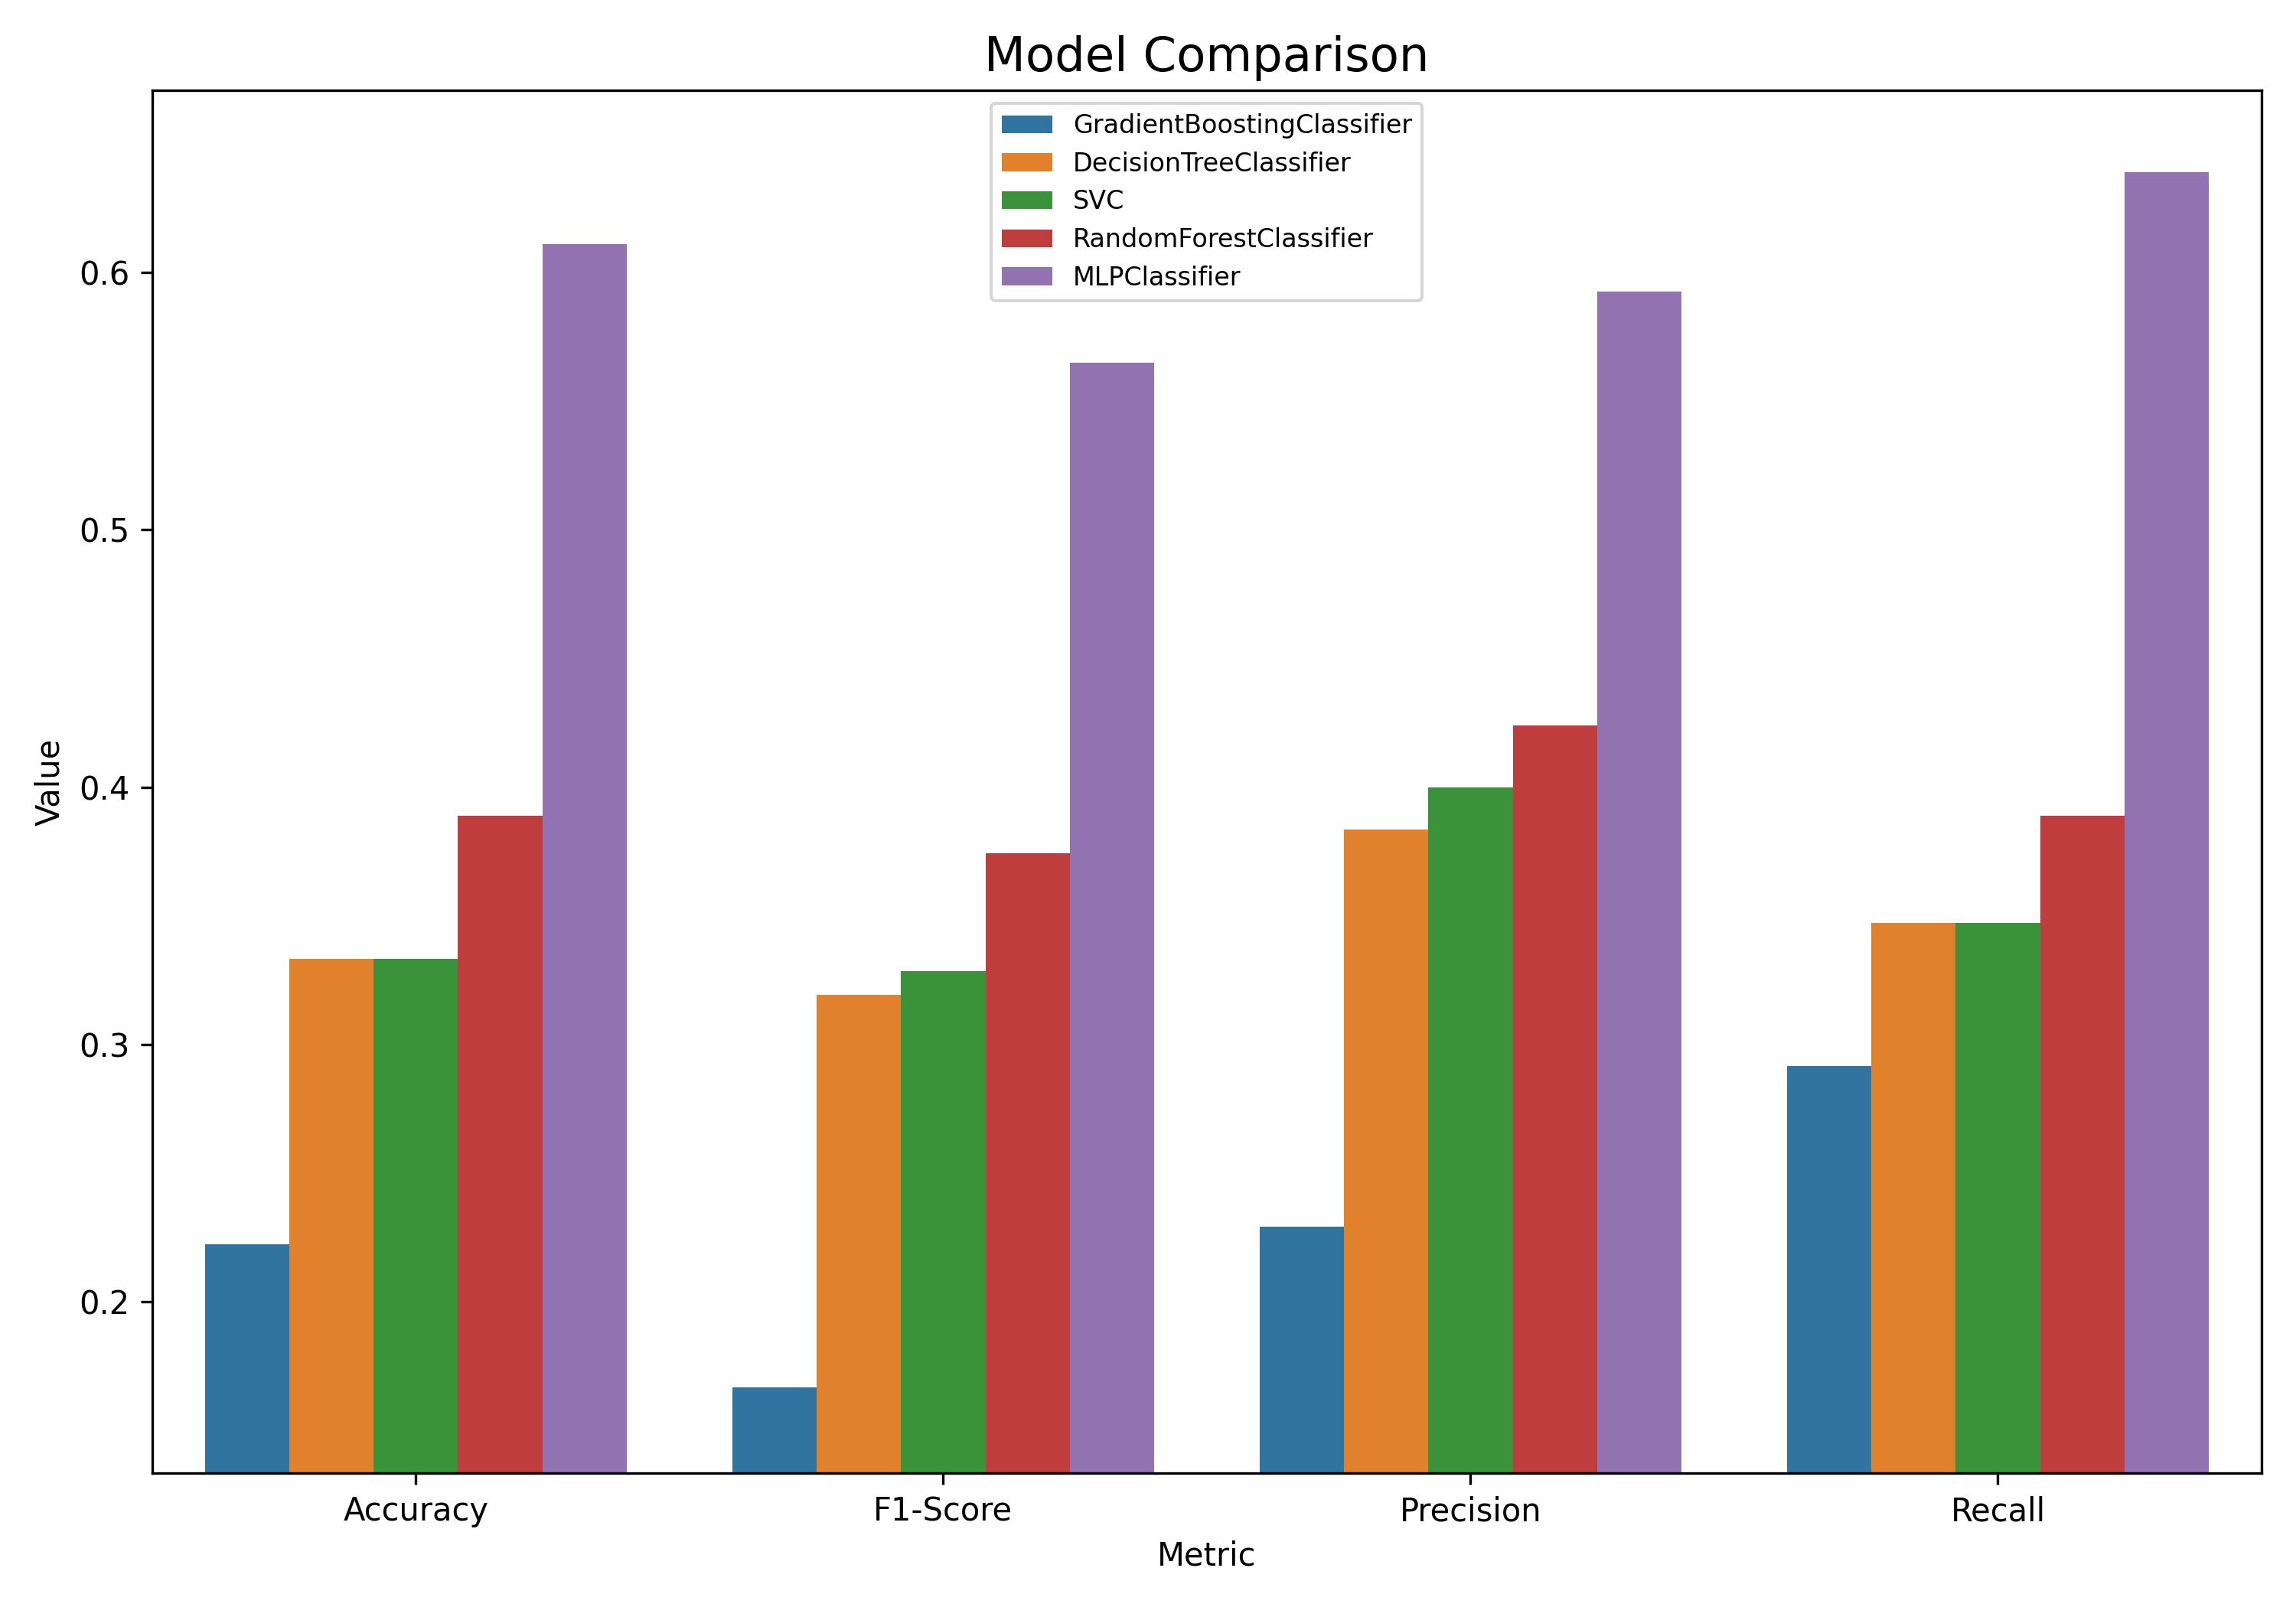 Model Comparison
GradientBoostingClassifier
DecisionTreeClassifier
SVC
RandomForestClassifier
MLPClassifier
Value
0.6
0.5
0.4
0.3
0.2
Accuracy
F1-Score
Precision
Recall
Metric